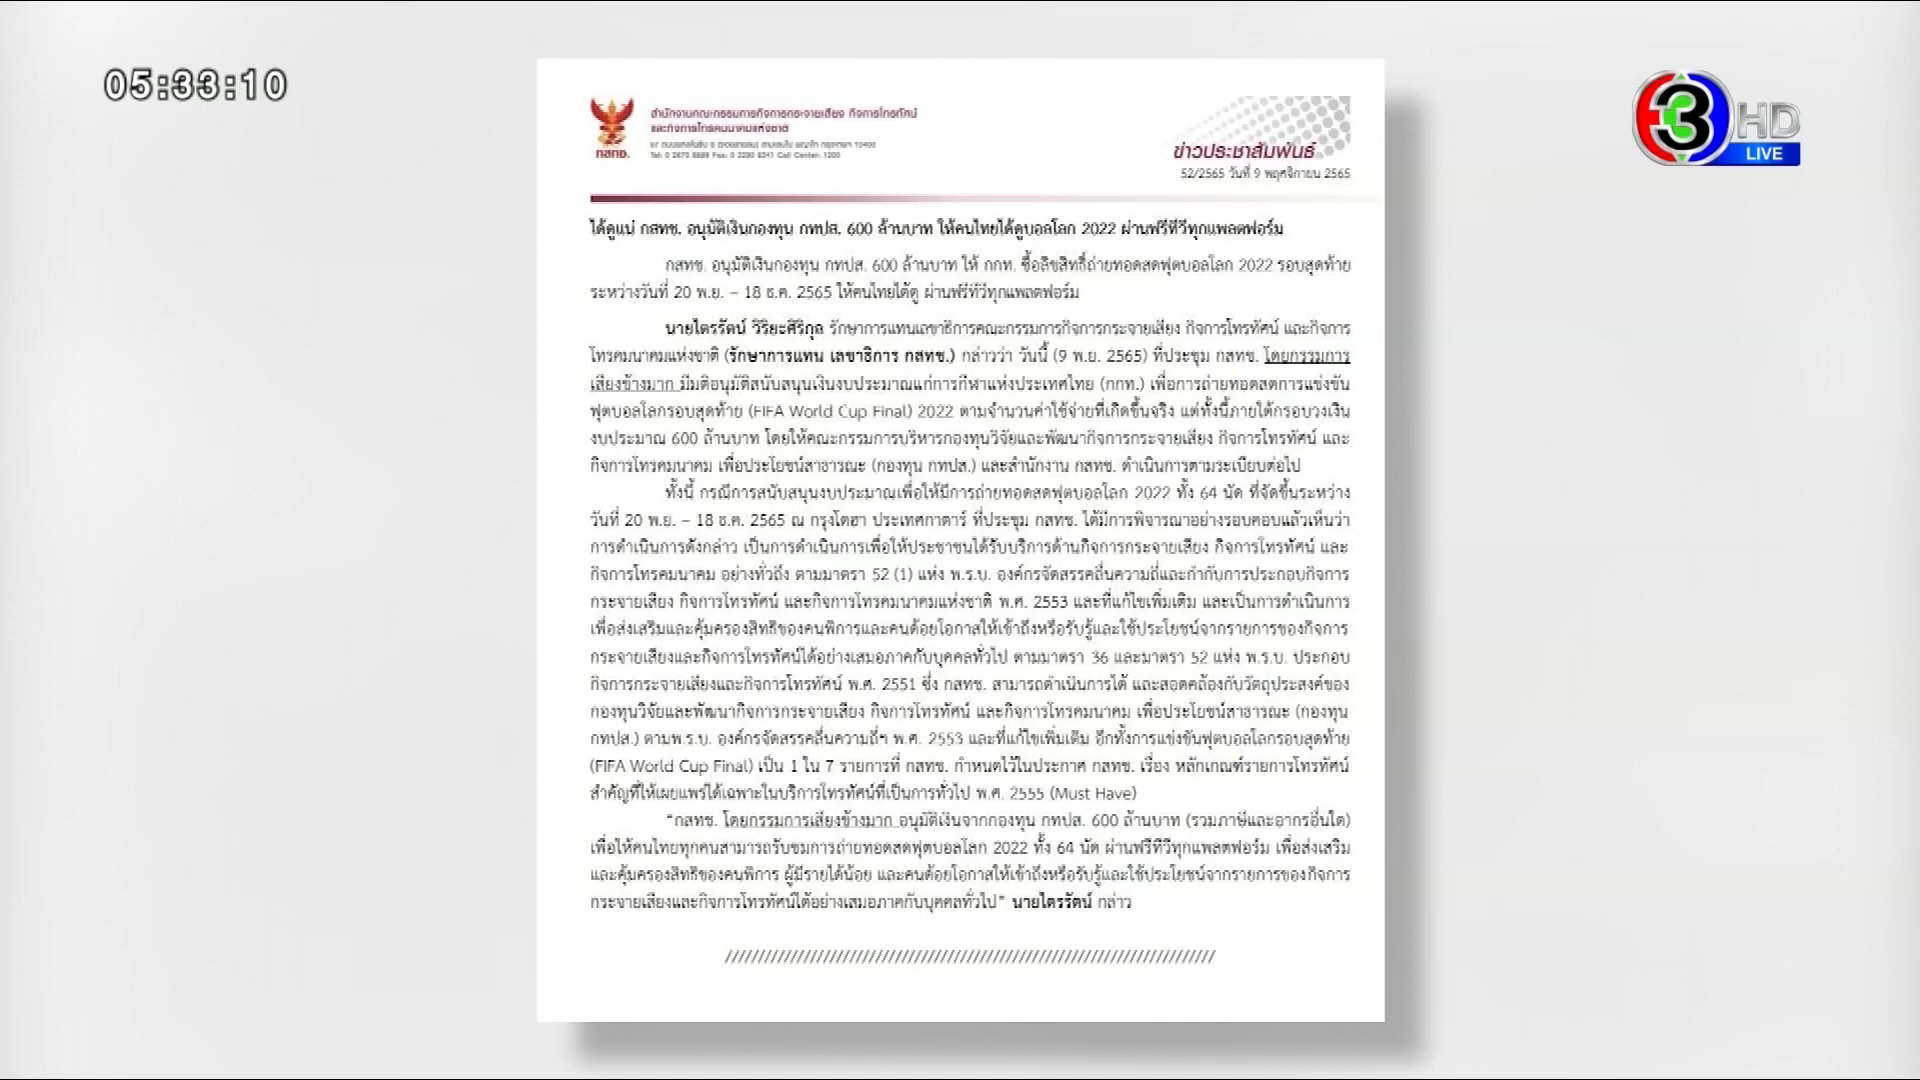 05:33:10
3 HD
LIVE
สำนักงานคณะกรรมการกิจการกระจายเสียง กิจการโทรทัศน์
และกิจการโทรคมนาคมแห่งชาติ
87 ถนนพหลโยธิน 8 (ซอยสายลม) สามเสนใน พญาไท กรุงเทพฯ 10400
Call Center: 1200
กสทช.
ข่าวประชาสัมพันธ์
52/2565 วันที่ 9 พฤศจิกายน 2565
ได้ดูแน่ กสทช. อนุมัติเงินกองทุน กทปส. 600 ล้านบาท ให้คนไทยได้ดูบอลโลก 2022 ผ่านฟรีทีวีทุกแพลตฟอร์ม
กสทช. อนุมัติเงินกองทุน กทปส. 600 ล้านบาท ให้ กกท. ซื้อลิขสิทธิ์ถ่ายทอดสดฟุตบอลโลก 2022 รอบสุดท้าย
ระหว่างวันที่ 20 พ.ย. – 18 ธ.ค. 2565 ให้คนไทยได้ดู ผ่านฟรีทีวีทุกแพลตฟอร์ม
นายไตรรัตน์ วิริยะศิริกุล รักษาการแทนเลขาธิการคณะกรรมการกิจการกระจายเสียง กิจการโทรทัศน์ และกิจการ
โทรคมนาคมแห่งชาติ (รักษาการแทน เลขาธิการ กสทช.) กล่าวว่า วันนี้ (9 พ.ย. 2565) ที่ประชุม กสทช. โดยกรรมการ
เสียงข้างมาก มีมติอนุมัติสนับสนุนเงินงบประมาณแก่การกีฬาแห่งประเทศไทย (กกท.) เพื่อการถ่ายทอดสดการแข่งขัน
ฟุตบอลโลกรอบสุดท้าย (FIFA World Cup Final) 2022 ตามจำนวนค่าใช้จ่ายที่เกิดขึ้นจริง แต่ทั้งนี้ภายใต้กรอบวงเงิน
งบประมาณ 600 ล้านบาท โดยให้คณะกรรมการบริหารกองทุนวิจัยและพัฒนากิจการกระจายเสียง กิจการโทรทัศน์ และ
กิจการโทรคมนาคม เพื่อประโยชน์สาธารณะ (กองทุน กทปส.) และสำนักงาน กสทช. ดำเนินการตามระเบียบต่อไป
ทั้งนี้ กรณีการสนับสนุนงบประมาณเพื่อให้มีการถ่ายทอดสดฟุตบอลโลก 2022 ทั้ง 64 นัด ที่จัดขึ้นระหว่าง
วันที่ 20 พ.ย. – 18 ธ.ค. 2565 ณ กรุงโดฮา ประเทศกาตาร์ ที่ประชุม กสทช. ได้มีการพิจารณาอย่างรอบคอบแล้วเห็นว่า
การดำเนินการดังกล่าว เป็นการดำเนินการเพื่อให้ประชาชนได้รับบริการด้านกิจการกระจายเสียง กิจการโทรทัศน์ และ
กิจการโทรคมนาคม อย่างทั่วถึง ตามมาตรา 52 (1) แห่ง พ.ร.บ. องค์กรจัดสรรคลื่นความถี่และกำกับการประกอบกิจการ
กระจายเสียง กิจการโทรทัศน์ และกิจการโทรคมนาคมแห่งชาติ พ.ศ. 2553 และที่แก้ไขเพิ่มเติม และเป็นการดำเนินการ
เพื่อส่งเสริมและคุ้มครองสิทธิของคนพิการและคนด้อยโอกาสให้เข้าถึงหรือรับรู้และใช้ประโยชน์จากรายการของกิจการ
กระจายเสียงและกิจการโทรทัศน์ได้อย่างเสมอภาคกับบุคคลทั่วไป ตามมาตรา 36 และมาตรา 52 แห่ง พ.ร.บ. ประกอบ
กิจการกระจายเสียงและกิจการโทรทัศน์ พ.ศ. 2551 ซึ่ง กสทช. สามารถดำเนินการได้ และสอดคล้องกับวัตถุประสงค์ของ
กองทุนวิจัยและพัฒนากิจการกระจายเสียง กิจการโทรทัศน์ และกิจการโทรคมนาคม เพื่อประโยชน์สาธารณะ (กองทุน
กทปส.) ตามพ.ร.บ. องค์กรจัดสรรคลื่นความถี่ฯ พ.ศ. 2553 และที่แก้ไขเพิ่มเติม อีกทั้งการแข่งขันฟุตบอลโลกรอบสุดท้าย
(FIFA World Cup Final) เป็น 1 ใน 7 รายการที่ กสทช. กำหนดไว้ในประกาศ กสทช. เรื่อง หลักเกณฑ์รายการโทรทัศน์
สำคัญที่ให้เผยแพร่ได้เฉพาะในบริการโทรทัศน์ที่เป็นการทั่วไป พ.ศ. 2555 (Must Have)
“กสทช. โดยกรรมการเสียงข้างมาก อนุมัติเงินจากกองทุน กทปส. 600 ล้านบาท (รวมภาษีและอากรอื่นใด)
เพื่อให้คนไทยทุกคนสามารถรับชมการถ่ายทอดสดฟุตบอลโลก 2022 ทั้ง 64 นัด ผ่านฟรีทีวีทุกแพลตฟอร์ม เพื่อส่งเสริม
และคุ้มครองสิทธิของคนพิการ ผู้มีรายได้น้อย และคนด้อยโอกาสให้เข้าถึงหรือรับรู้และใช้ประโยชน์จากรายการของกิจการ
กระจายเสียงและกิจการโทรทัศน์ได้อย่างเสมอภาคกับบุคคลทั่วไป” นายไตรรัตน์ กล่าว